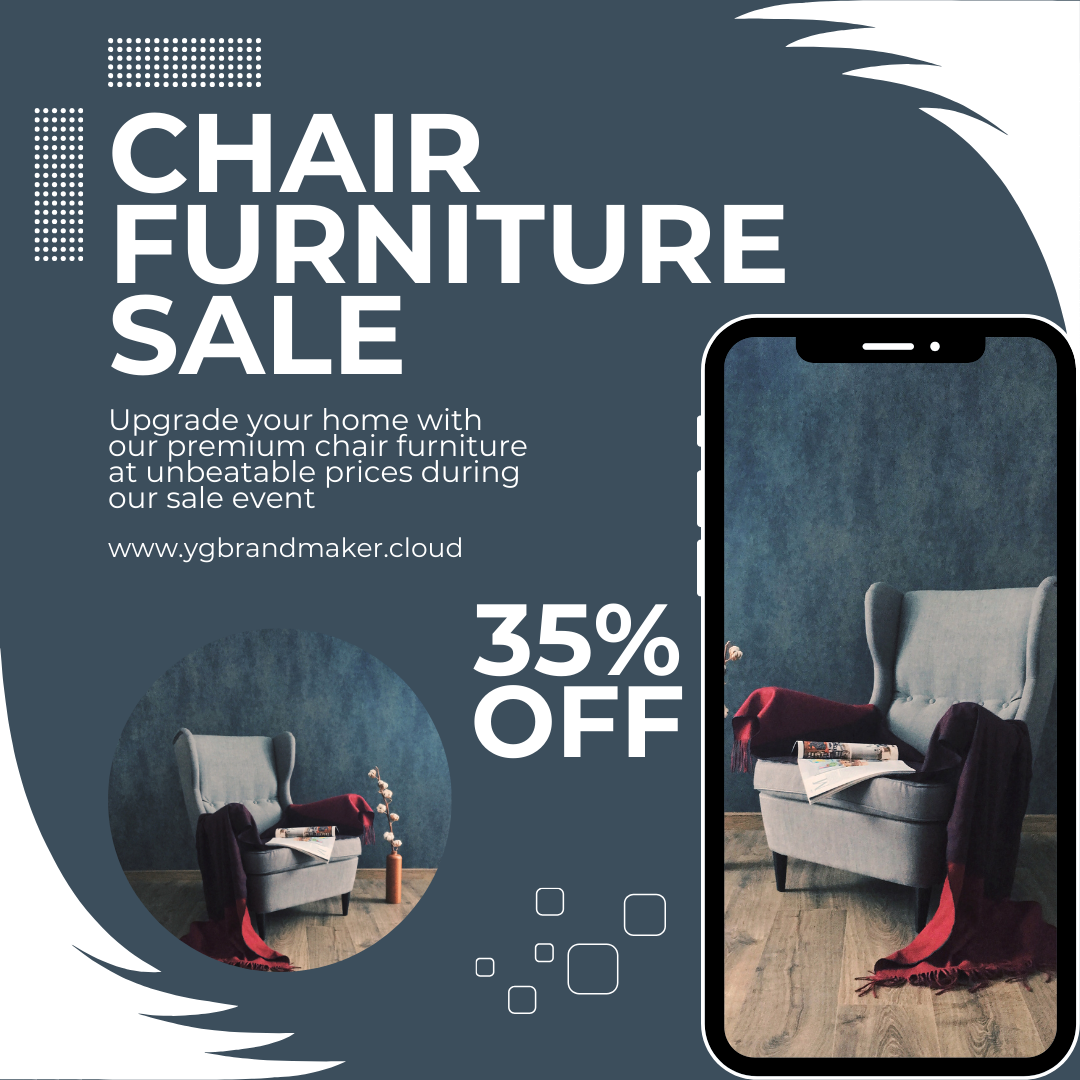 CHAIR
FURNITURE
SALE
Upgrade your home with
our premium chair furniture
at unbeatable prices during
our sale event
www.ygbrandmaker.cloud
35%
OFF